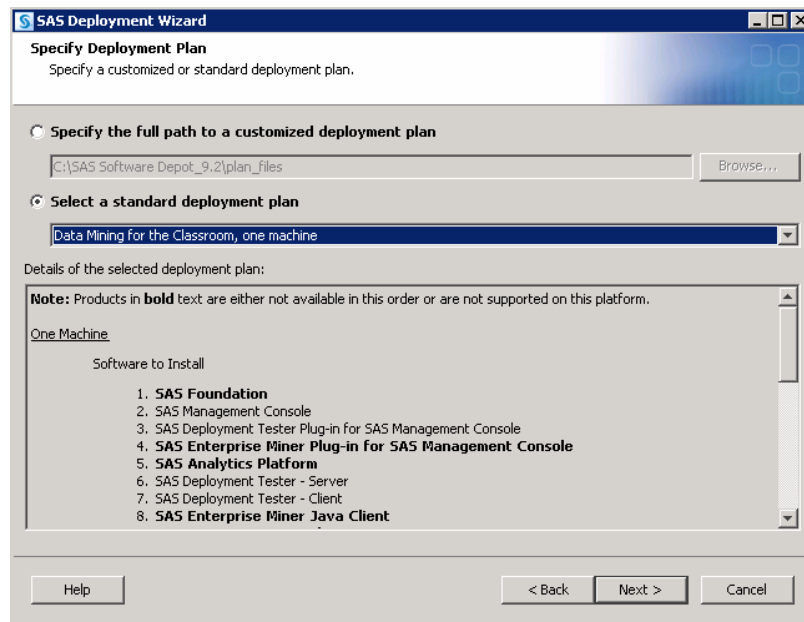 SAS Deployment Wizard
Specify Deployment Plan
Specify a customized or standard deployment plan.
Specify the full path to a customized deployment plan
C:\SAS Software Depot_9.2\plan_files
Browse...
Select a standard deployment plan
Data Mining for the Classroom, one machine
Details of the selected deployment plan:
Note: Products in bold text are either not available in this order or are not supported on this platform.
One Machine
Software to Install
1. SAS Foundation
2. SAS Management Console
3. SAS Deployment Tester Plug-in for SAS Management Console
4. SAS Enterprise Miner Plug-in for SAS Management Console
5. SAS Analytics Platform
6. SAS Deployment Tester - Server
7. SAS Deployment Tester - Client
8. SAS Enterprise Miner Java Client
Help
< Back
Next >
Cancel